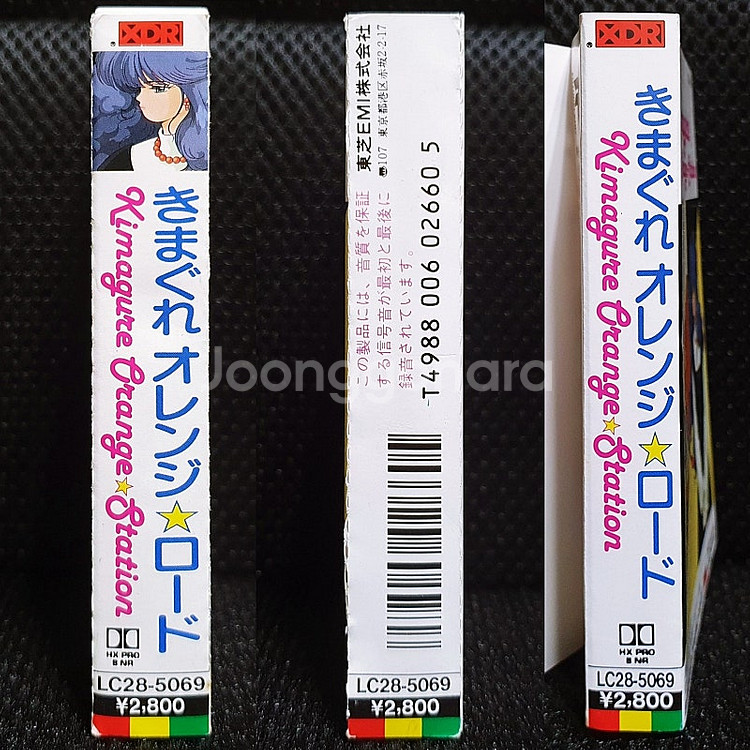 XDR
きまぐれ オレンジ☆ロード
Kimagure Orange☆Station
HX PRO
B NR
LC28-5069
¥2,800
東芝EMI株式会社
〒107 東京都港区赤坂2-2-17
T4988 006 02660 5
この製品には、音質を保証
する信号音が最初と最後に
録音されています。
LC28-5069
¥2,800
XDR
きまぐれ オレンジ☆ロード
Kimagure Orange☆Station
HX PRO
B NR
LC28-5069
¥2,800